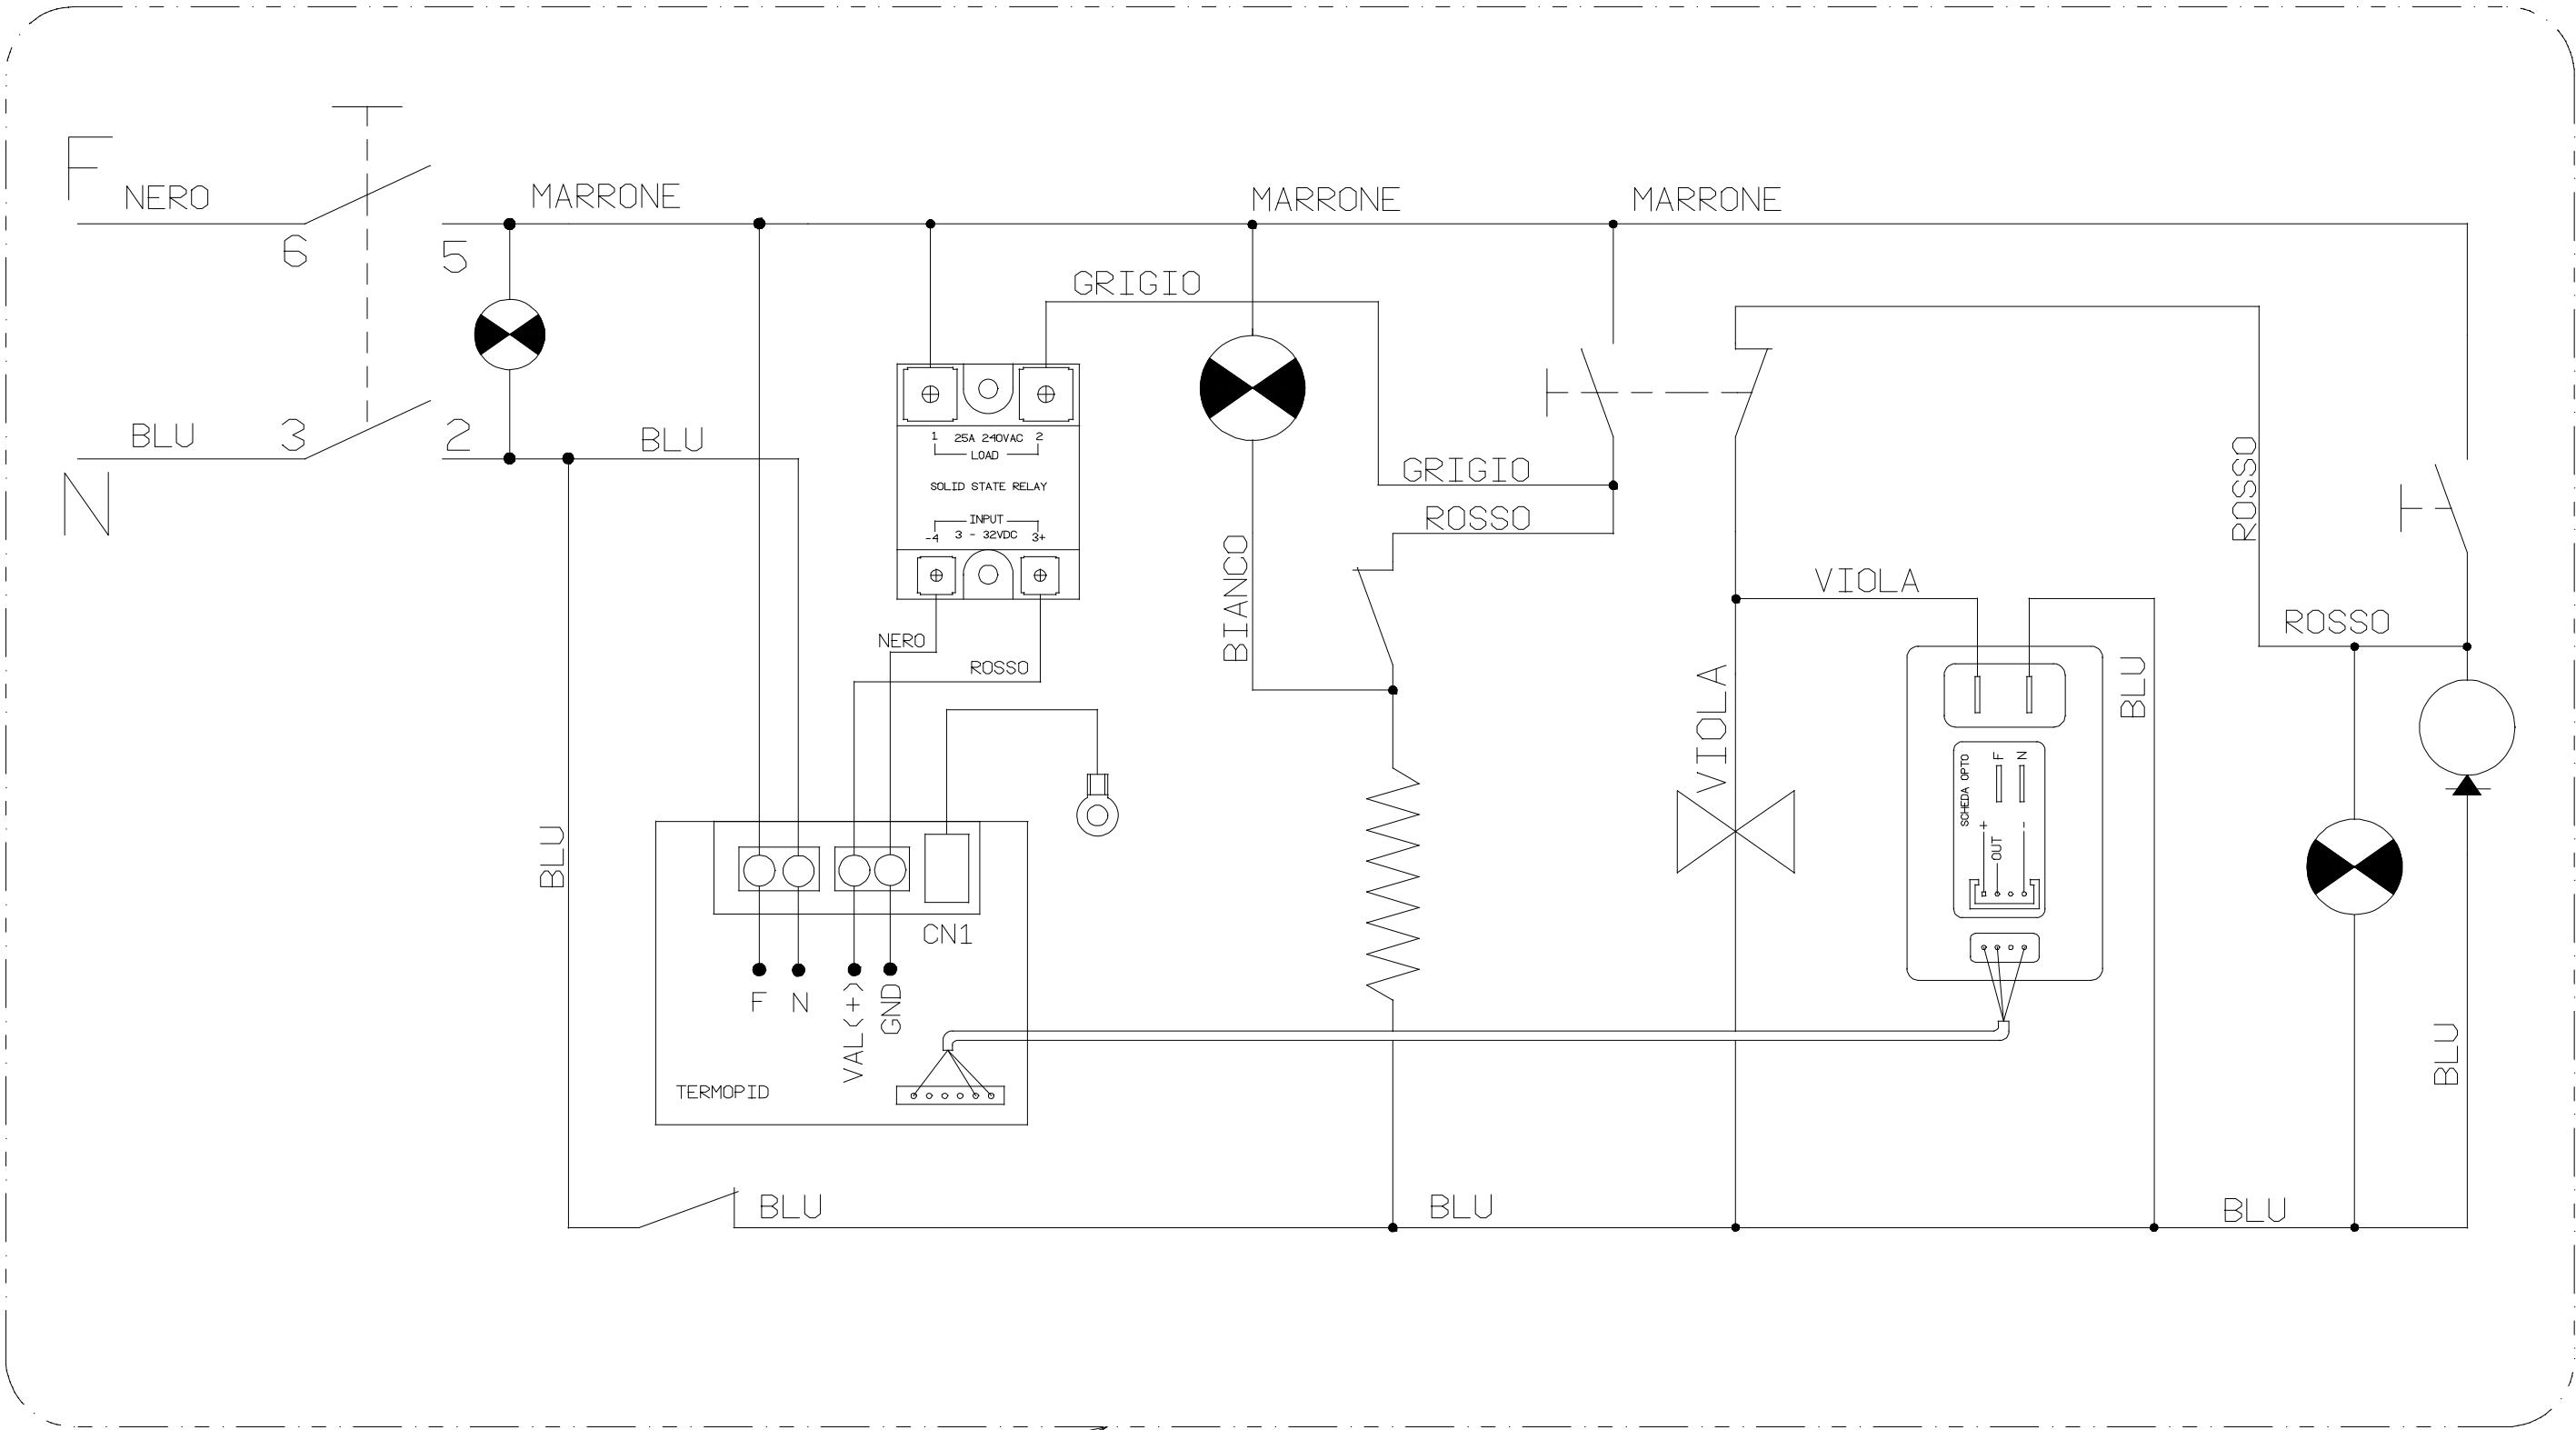 F
NERO
MARRONE
MARRONE
MARRONE
6
5
GRIGIO
BLU
3
2
BLU
N
1 25A 240VAC 2
LOAD
SOLID STATE RELAY
INPUT
-4 3 - 32VDC 3+
GRIGIO
ROSSO
ROSSO
BIANCO
VIOLA
ROSSO
NERO
ROSSO
BLU
VIOLA
SCHEDA OPTO
F
N
+
-
OUT
BLU
CN1
F
N
VAL(+)
GND
TERMOPID
BLU
BLU
BLU
BLU